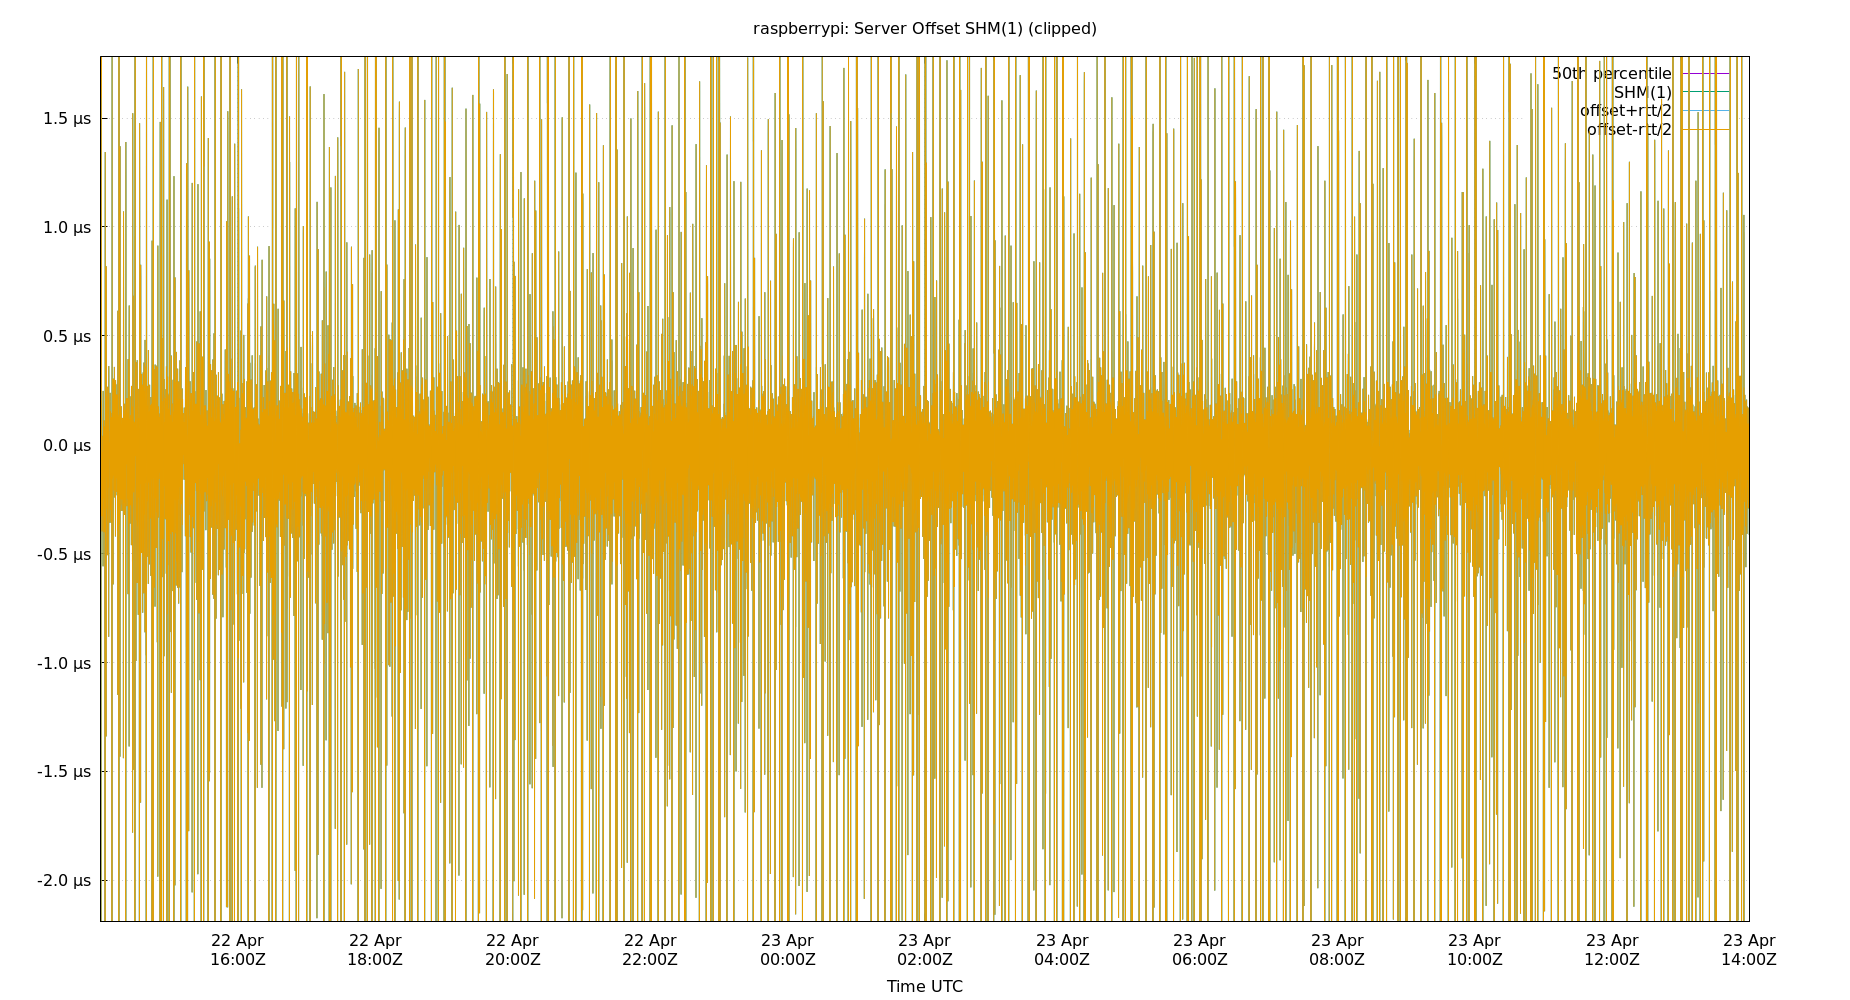 raspberrypi: Server Offset SHM(1) (clipped)
50th percentile
SHM(1)
offset+rtt/2
offset-rtt/2
1.5 µs
1.0 µs
0.5 µs
0.0 µs
-0.5 µs
-1.0 µs
-1.5 µs
-2.0 µs
22 Apr 22 Apr 22 Apr 22 Apr 23 Apr 23 Apr 23 Apr 23 Apr 23 Apr 23 Apr 23 Apr 23 Apr
16:00Z 18:00Z 20:00Z 22:00Z 00:00Z 02:00Z 04:00Z 06:00Z 08:00Z 10:00Z 12:00Z 14:00Z
Time UTC